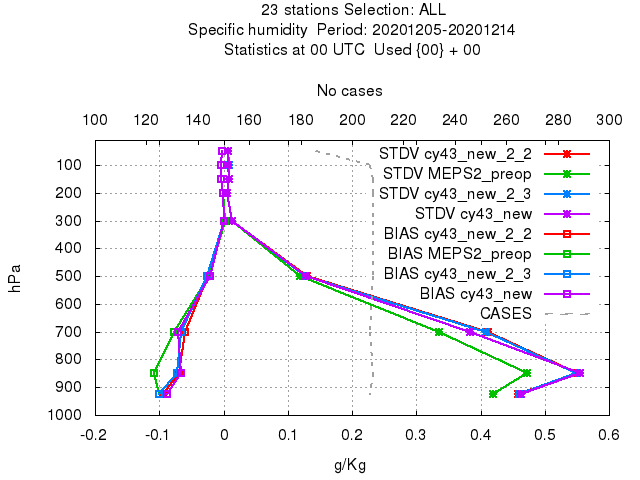 23 stations Selection: ALL
Specific humidity Period: 20201205-20201214
Statistics at 00 UTC Used {00} + 00
No cases
100 120 140 160 180 200 220 240 260 280 300
STDV cy43_new_2_2
STDV MEPS2_preop
STDV cy43_new_2_3
STDV cy43_new
BIAS cy43_new_2_2
BIAS MEPS2_preop
BIAS cy43_new_2_3
BIAS cy43_new
CASES
hPa
100
200
300
400
500
600
700
800
900
1000
-0.2 -0.1 0 0.1 0.2 0.3 0.4 0.5 0.6
g/Kg